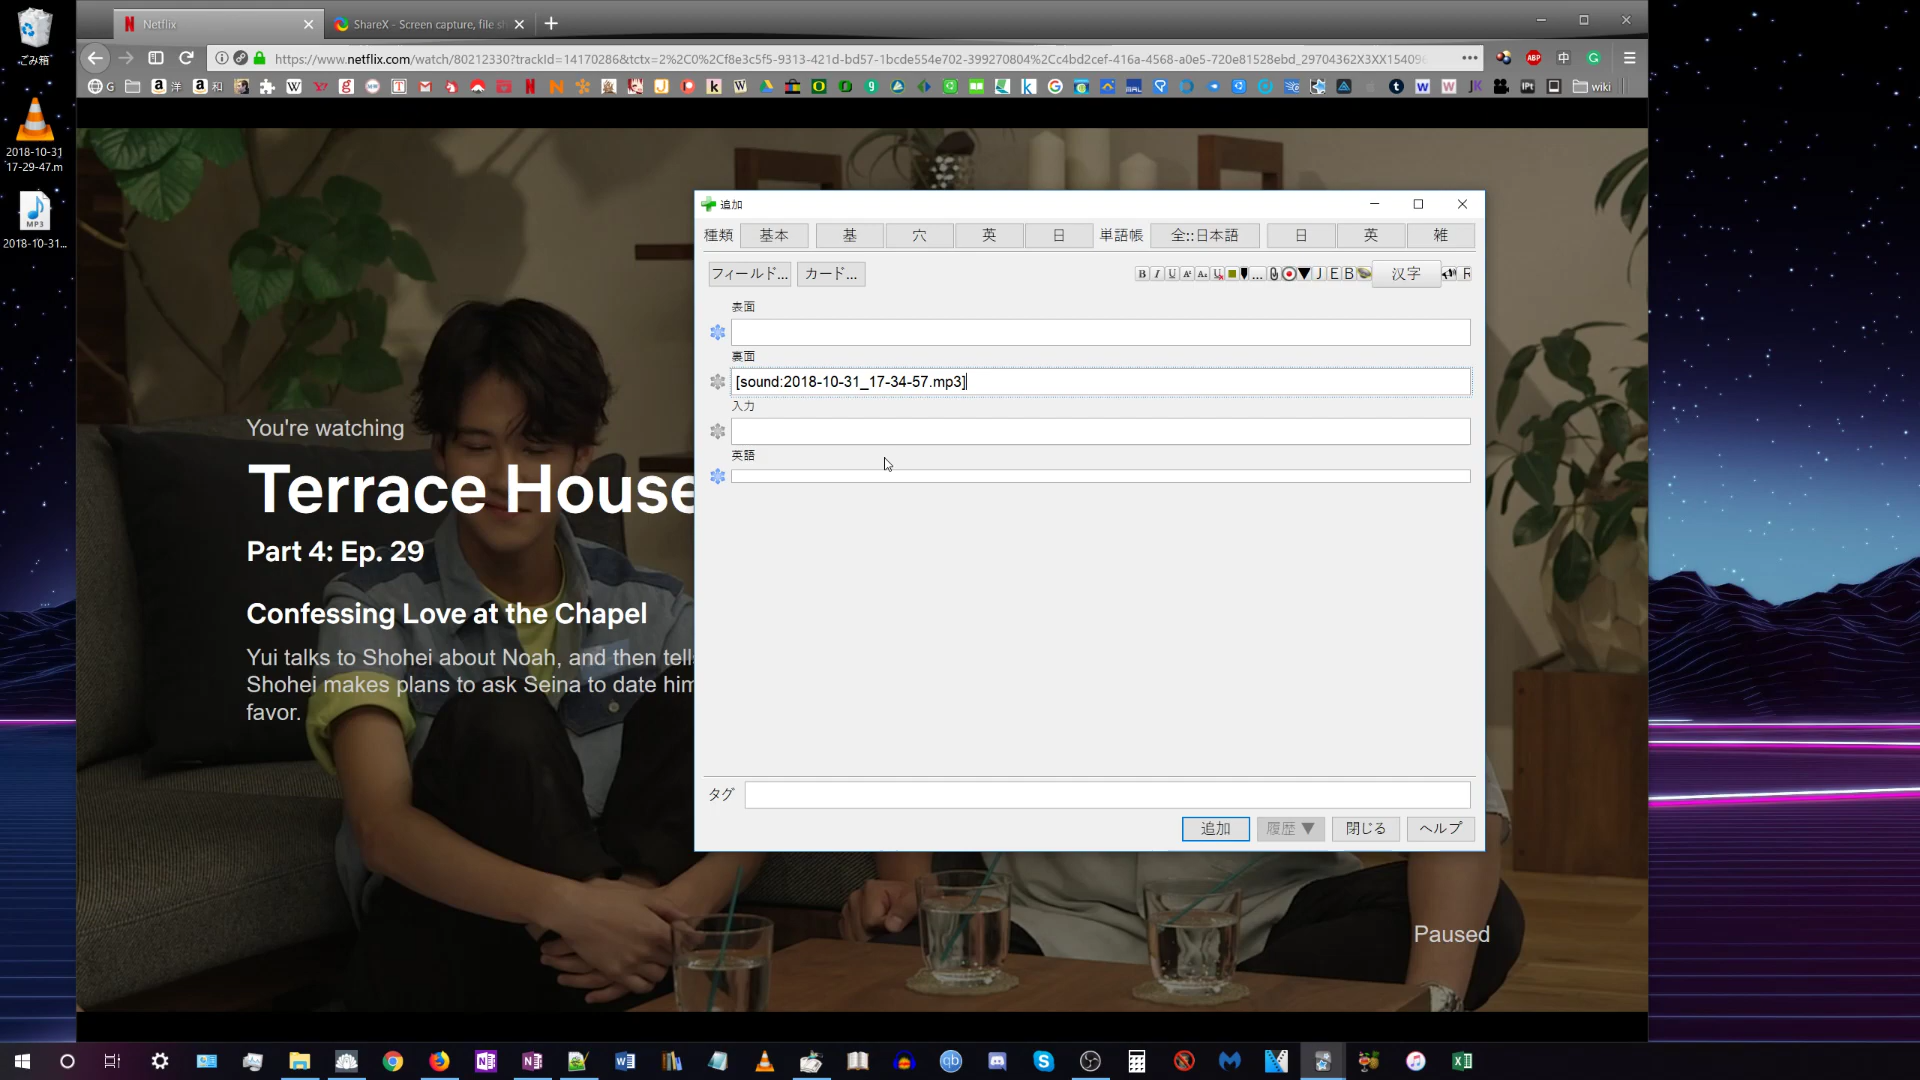 ごみ箱
2018-10-31
17-29-47.m
MP3
2018-10-31...
Netflix
ShareX - Screen capture, file s
https://www.netflix.com/watch/80212330?trackId=14170286&tctx=2%2C0%2Cf8e3c5f5-9313-421d-bd57-1bcde554e702-399270804%2Cc4bd2cef-416a-4568-a0e5-720e81528ebd_29704362X3XX15409
G
洋
和
wiki
You're watching
Terrace House
Part 4: Ep. 29
Confessing Love at the Chapel
Yui talks to Shohei about Noah, and then tell
Shohei makes plans to ask Seina to date him
favor.
追加
種類 基本 基 穴 英 日 単語帳 全::日本語 日 英 雑
フィールド... カード...
汉字
表面
裏面
[sound:2018-10-31_17-34-57.mp3]
入力
英語
タグ
追加 履歴 ▼ 閉じる ヘルプ
Paused